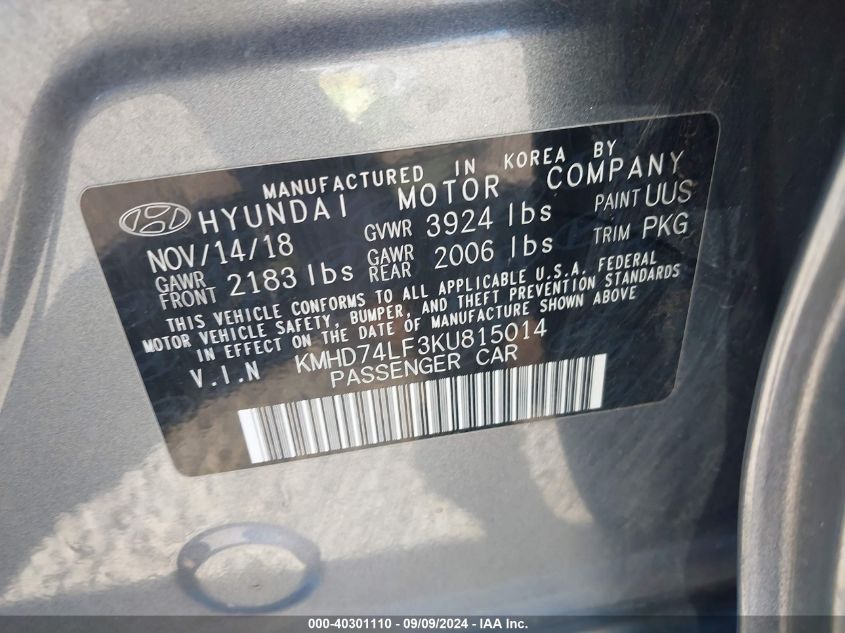 MANUFACTURED IN KOREA BY
HYUNDAI MOTOR COMPANY
NOV/14/18 GVWR 3924 lbs PAINT UUS
GAWR FRONT 2183 lbs GAWR REAR 2006 lbs TRIM PKG
THIS VEHICLE CONFORMS TO ALL APPLICABLE U.S.A. FEDERAL
MOTOR VEHICLE SAFETY, BUMPER, AND THEFT PREVENTION STANDARDS
IN EFFECT ON THE DATE OF MANUFACTURE SHOWN ABOVE
V.I.N KMHD74LF3KU815014
PASSENGER CAR
000-40301110 - 09/09/2024 - IAA Inc.